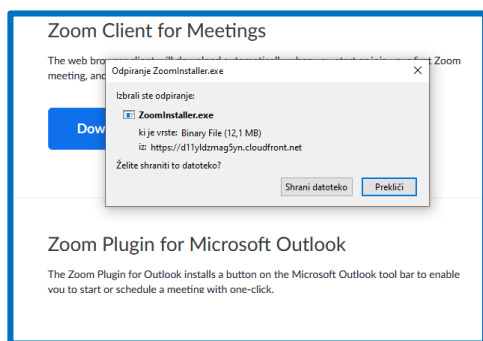 Zoom Client for Meetings
The web bro
Zoom
meeting, and
Odpiranje ZoomInstaller.exe
Izbrali ste odpiranje:
ZoomInstaller.exe
ki je vrste: Binary File (12,1 MB)
iz: https://d11yldzmag5yn.cloudfront.net
Želite shraniti to datoteko?
Shrani datoteko Prekliči
Dow
Zoom Plugin for Microsoft Outlook
The Zoom Plugin for Outlook installs a button on the Microsoft Outlook tool bar to enable
you to start or schedule a meeting with one-click.